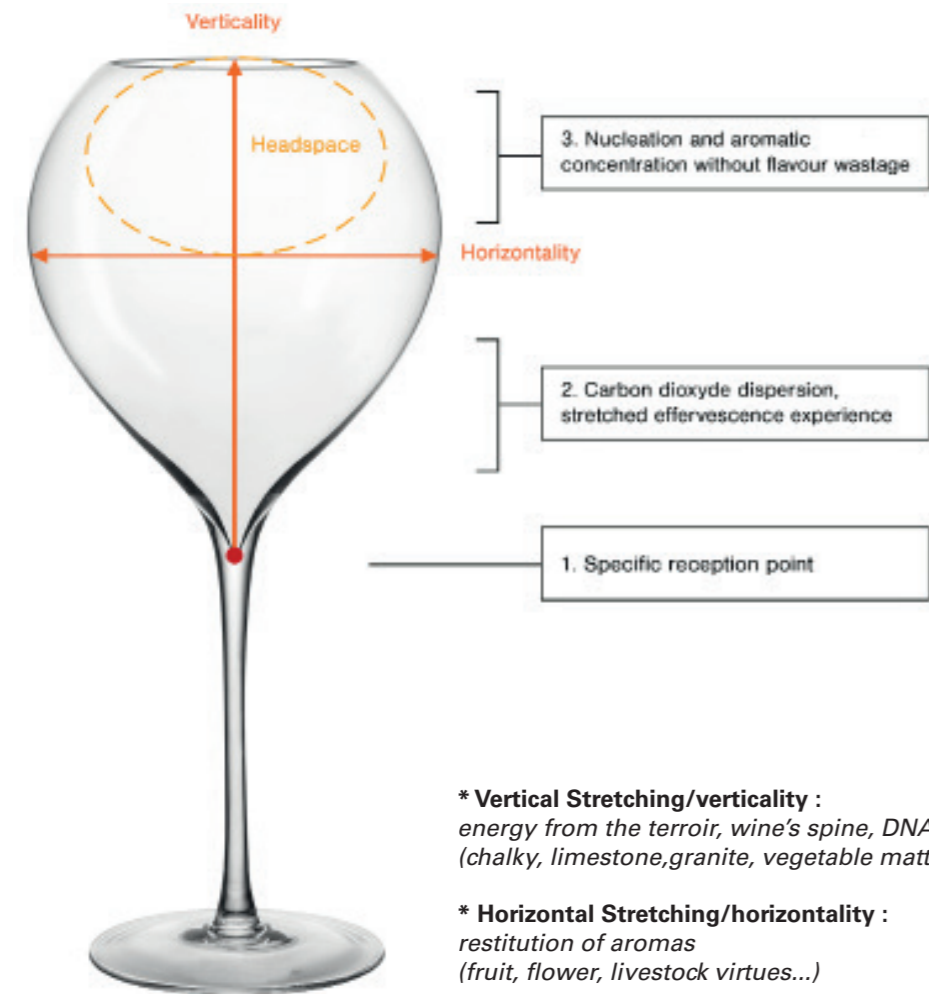 Verticality
Headspace
3. Nucleation and aromatic
concentration without flavour wastage
Horizontality
2. Carbon dioxyde dispersion,
stretched effervescence experience
1. Specific reception point
* Vertical Stretching/verticality :
energy from the terroir, wine's spine, DNA
(chalky, limestone,granite, vegetable matt
* Horizontal Stretching/horizontality :
restitution of aromas
(fruit, flower, livestock virtues...)